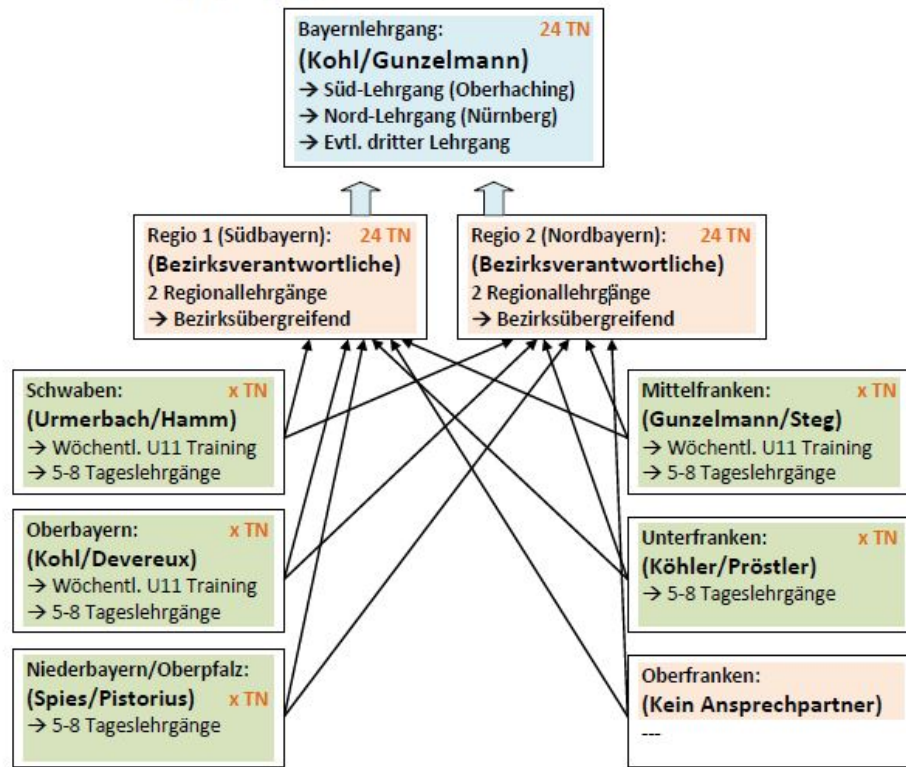 Bayernlehrgang: 24 TN
(Kohl/Gunzelmann)
→ Süd-Lehrgang (Oberhaching)
→ Nord-Lehrgang (Nürnberg)
→ Evtl. dritter Lehrgang
Regio 1 (Südbayern): 24 TN
(Bezirksverantwortliche)
2 Regionallehrgänge
→ Bezirksübergreifend
Regio 2 (Nordbayern): 24 TN
(Bezirksverantwortliche)
2 Regionallehrgänge
→ Bezirksübergreifend
Schwaben: x TN
(Urmerbach/Hamm)
→ Wöchentl. U11 Training
→ 5-8 Tageslehrgänge
Mittelfranken: x TN
(Gunzelmann/Steg)
→ Wöchentl. U11 Training
→ 5-8 Tageslehrgänge
Oberbayern: x TN
(Kohl/Devereux)
→ Wöchentl. U11 Training
→ 5-8 Tageslehrgänge
Unterfranken: x TN
(Köhler/Pröstler)
→ 5-8 Tageslehrgänge
Niederbayern/Oberpfalz:
(Spies/Pistorius) x TN
→ 5-8 Tageslehrgänge
Oberfranken:
(Kein Ansprechpartner)
---